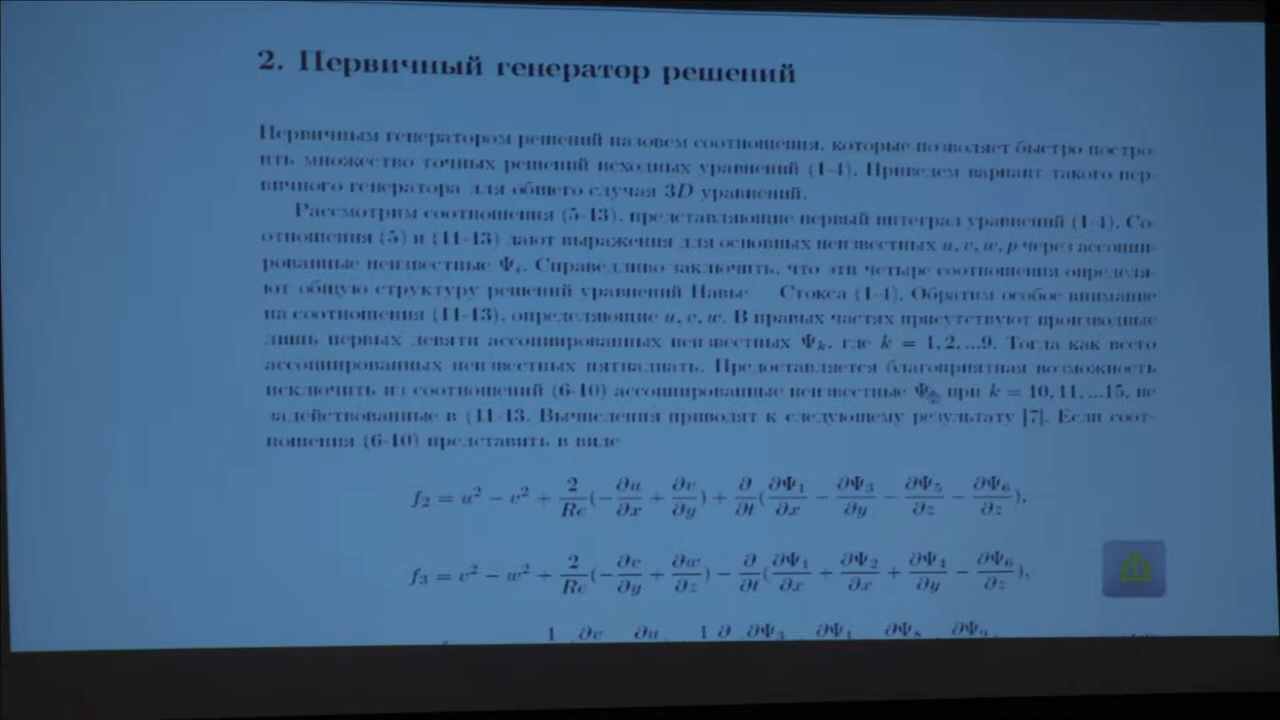 2. Первичный генератор решений
Первичным генератором решений назовем соотношения, которые позволяет быстро постро-
ить множество точных решений исходных уравнений (1-4). Приведем вариант такого пер-
вичного генератора для общего случая 3D уравнений.
Рассмотрим соотношения (5-13), представляющие первый интеграл уравнений (1-4). Со-
отношения (5) и (11-13) дают выражения для основных неизвестных u, v, w, p через ассоции-
рованные неизвестные Ψᵢ. Справедливо заключить, что эти четыре соотношения определя-
ют общую структуру решений уравнений Навье — Стокса (1-4). Обратим особое внимание
на соотношения (11-13), определяющие u, v, w. В правых частях присутствуют производные
лишь первых девяти ассоциированных неизвестных Ψₖ, где k = 1, 2, ...9. Тогда как всего
ассоциированных неизвестных пятнадцать. Предоставляется благоприятная возможность
исключить из соотношений (6-10) ассоциированные неизвестные Ψₖ, при k = 10, 11, ...15, не
задействованные в (11-13. Вычисления приводят к следующему результату [7]. Если соот-
ношения (6-10) представить в виде
f₂ = u² − v² + 2/Re(−∂u/∂x + ∂v/∂y) + ∂/∂t(∂Ψ₁/∂x − ∂Ψ₃/∂y − ∂Ψ₅/∂z − ∂Ψ₆/∂z),
f₃ = v² − w² + 2/Re(−∂v/∂y + ∂w/∂z) − ∂/∂t(∂Ψ₁/∂x + ∂Ψ₂/∂x + ∂Ψ₄/∂y − ∂Ψ₆/∂z),